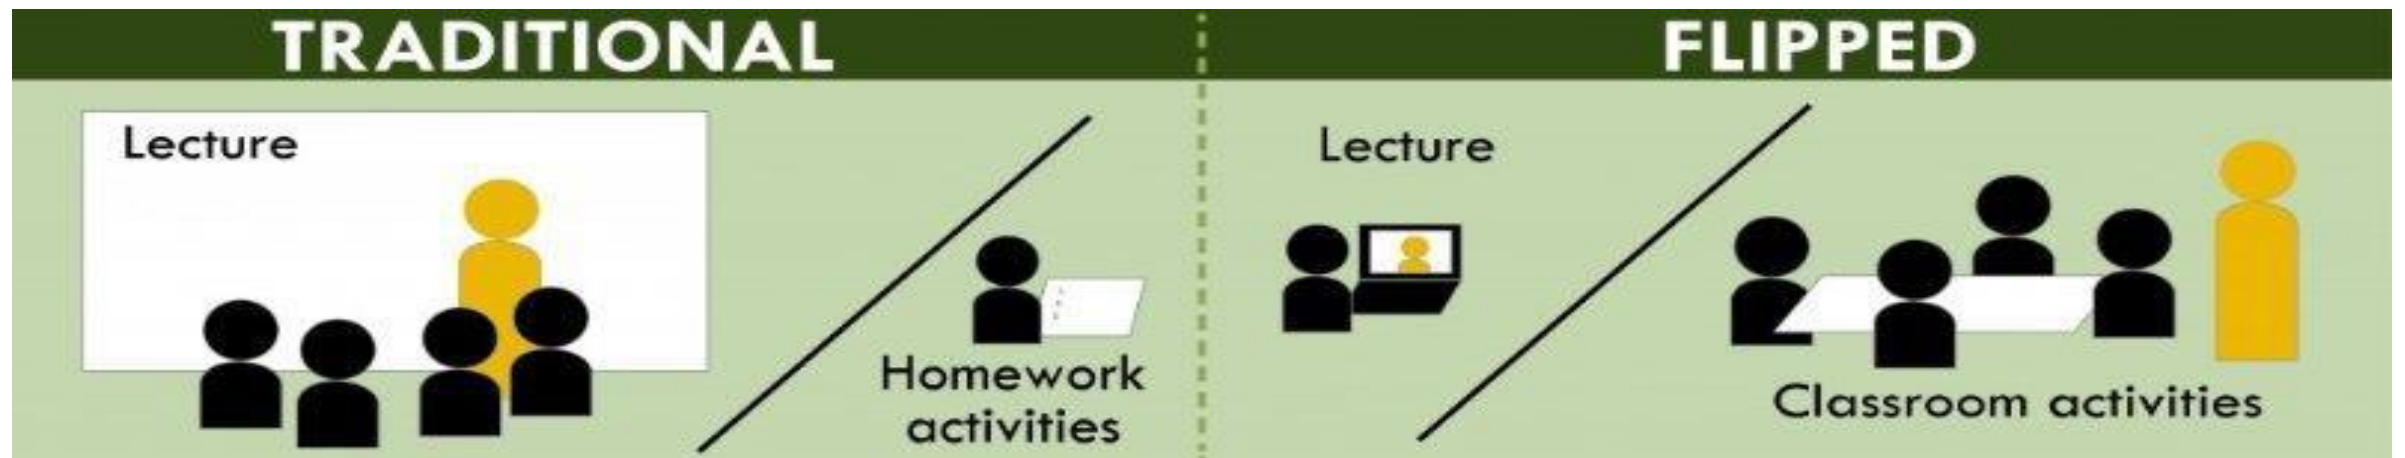 TRADITIONAL
Lecture
Homework
activities
FLIPPED
Lecture
Classroom activities